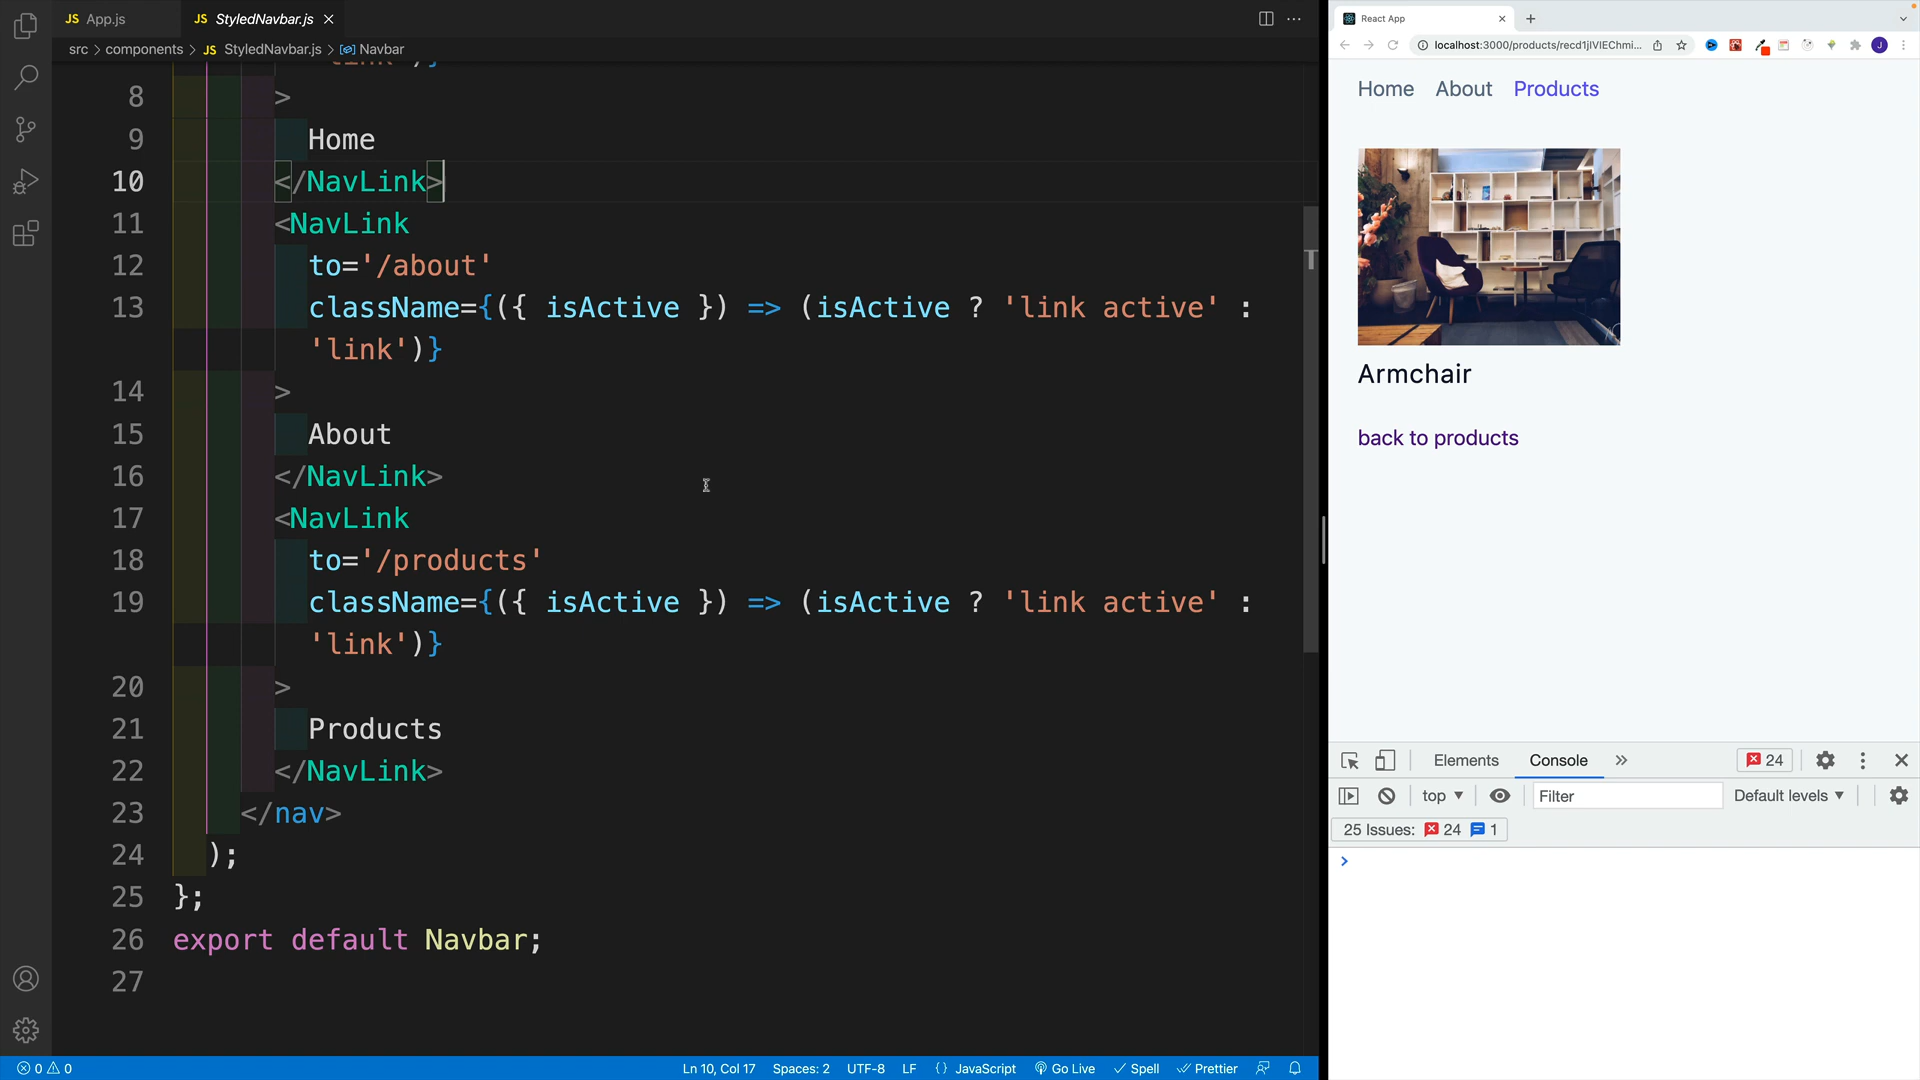 JS App.js
JS StyledNavbar.js
src > components > JS StyledNavbar.js > Navbar
'link')}
8 >
9 Home
10 </NavLink>
11 <NavLink
12 to='/about'
13 className={({ isActive }) => (isActive ? 'link active' :
'link')}
14 >
15 About
16 </NavLink>
17 <NavLink
18 to='/products'
19 className={({ isActive }) => (isActive ? 'link active' :
'link')}
20 >
21 Products
22 </NavLink>
23 </nav>
24 );
25 };
26 export default Navbar;
27
0 0
Ln 10, Col 17 Spaces: 2 UTF-8 LF {} JavaScript Go Live Spell Prettier
React App
localhost:3000/products/recd1jlVIEChmi...
J
Home About Products
Armchair
back to products
Elements Console 24
top Filter Default levels
25 Issues: 24 1